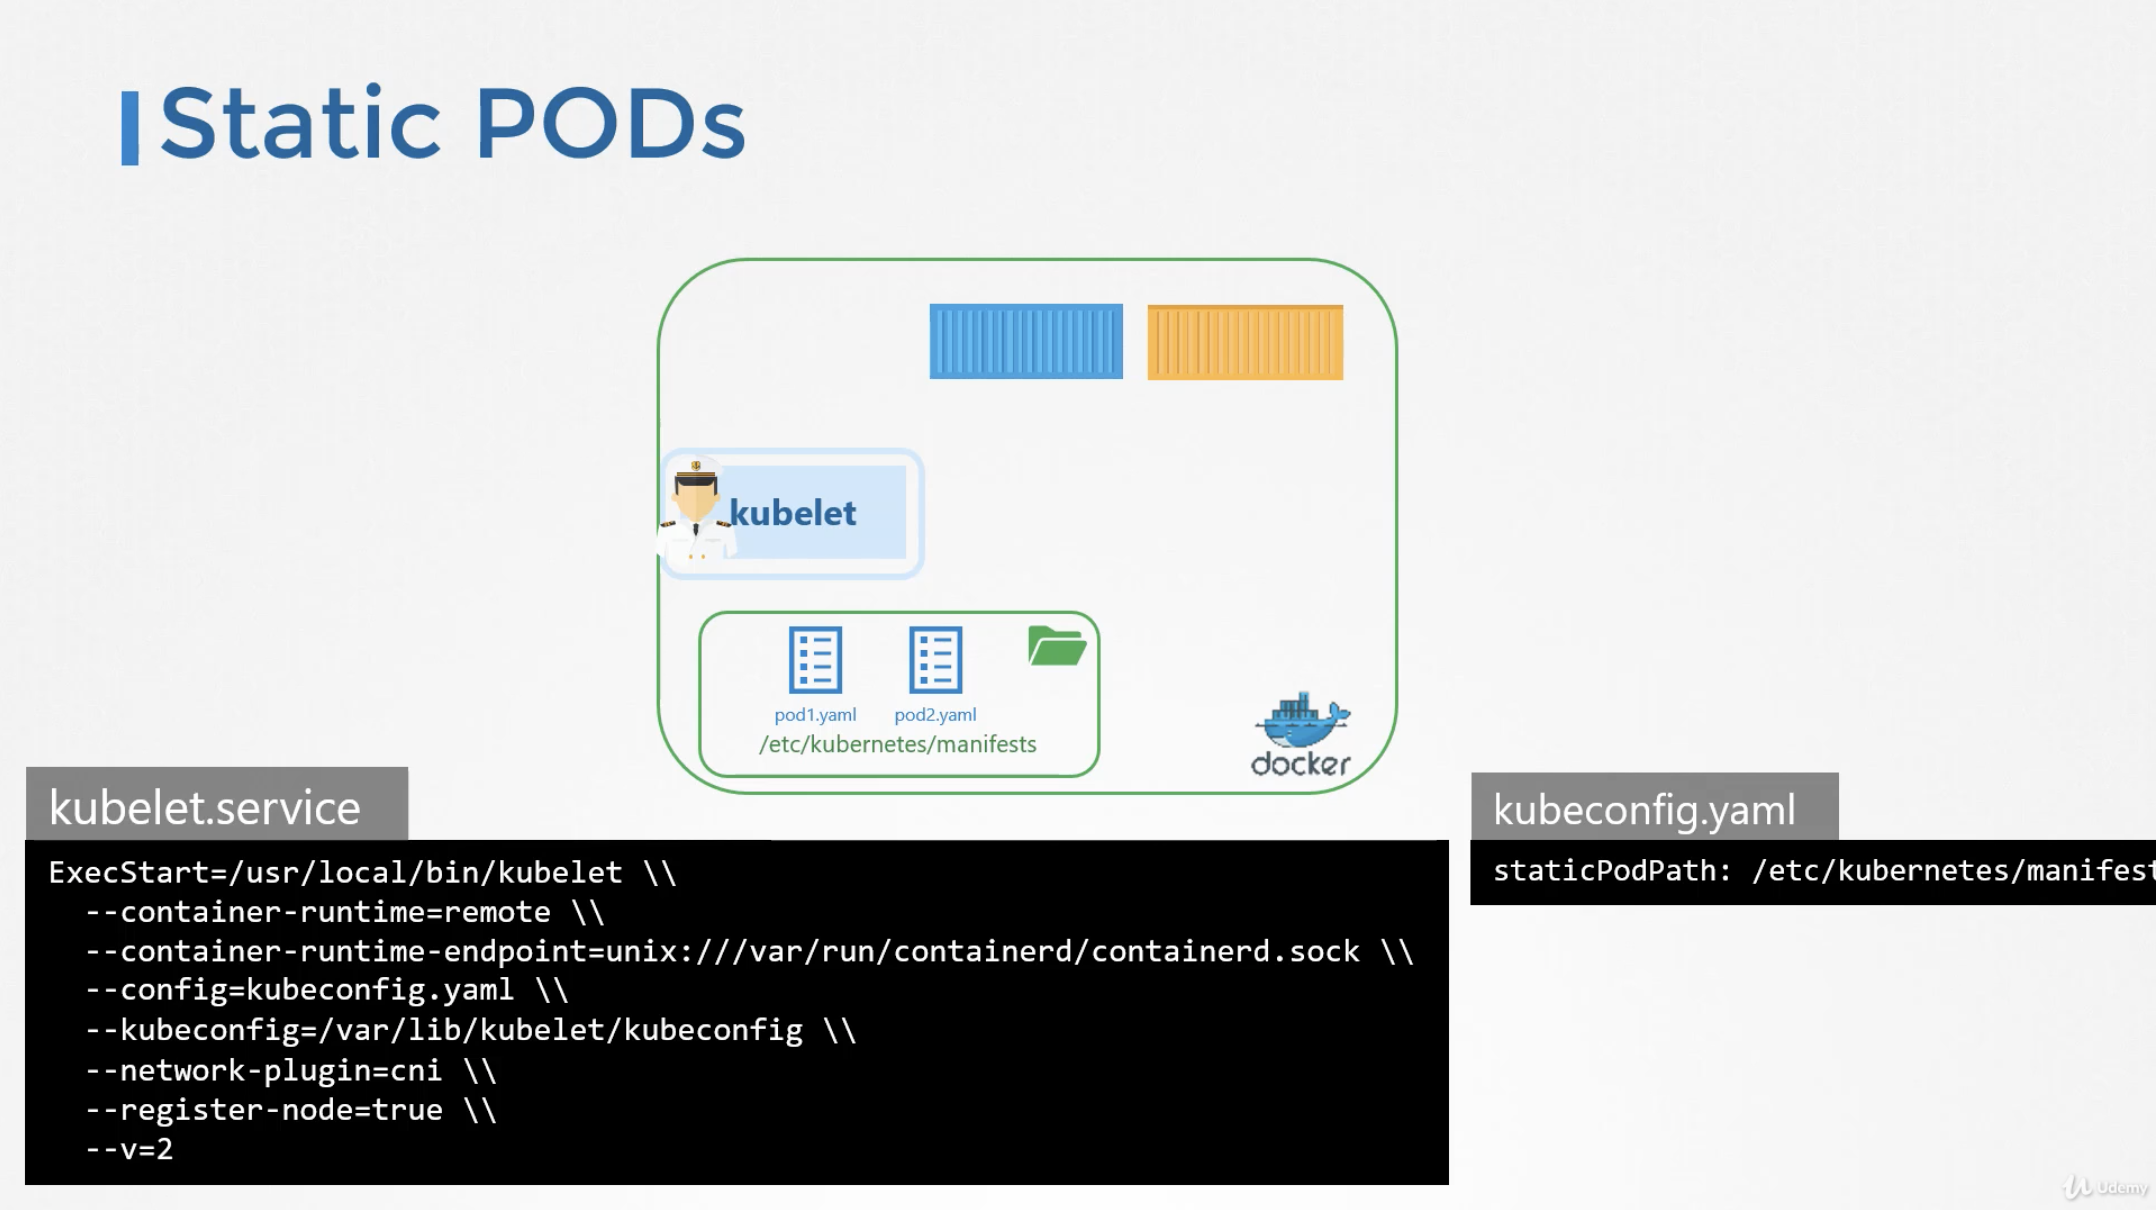 Static PODs
kubelet
pod1.yaml
pod2.yaml
/etc/kubernetes/manifests
docker
kubelet.service
ExecStart=/usr/local/bin/kubelet \\
--container-runtime=remote \\
--container-runtime-endpoint=unix:///var/run/containerd/containerd.sock \\
--config=kubeconfig.yaml \\
--kubeconfig=/var/lib/kubelet/kubeconfig \\
--network-plugin=cni \\
--register-node=true \\
--v=2
kubeconfig.yaml
staticPodPath: /etc/kubernetes/manifest
Udemy